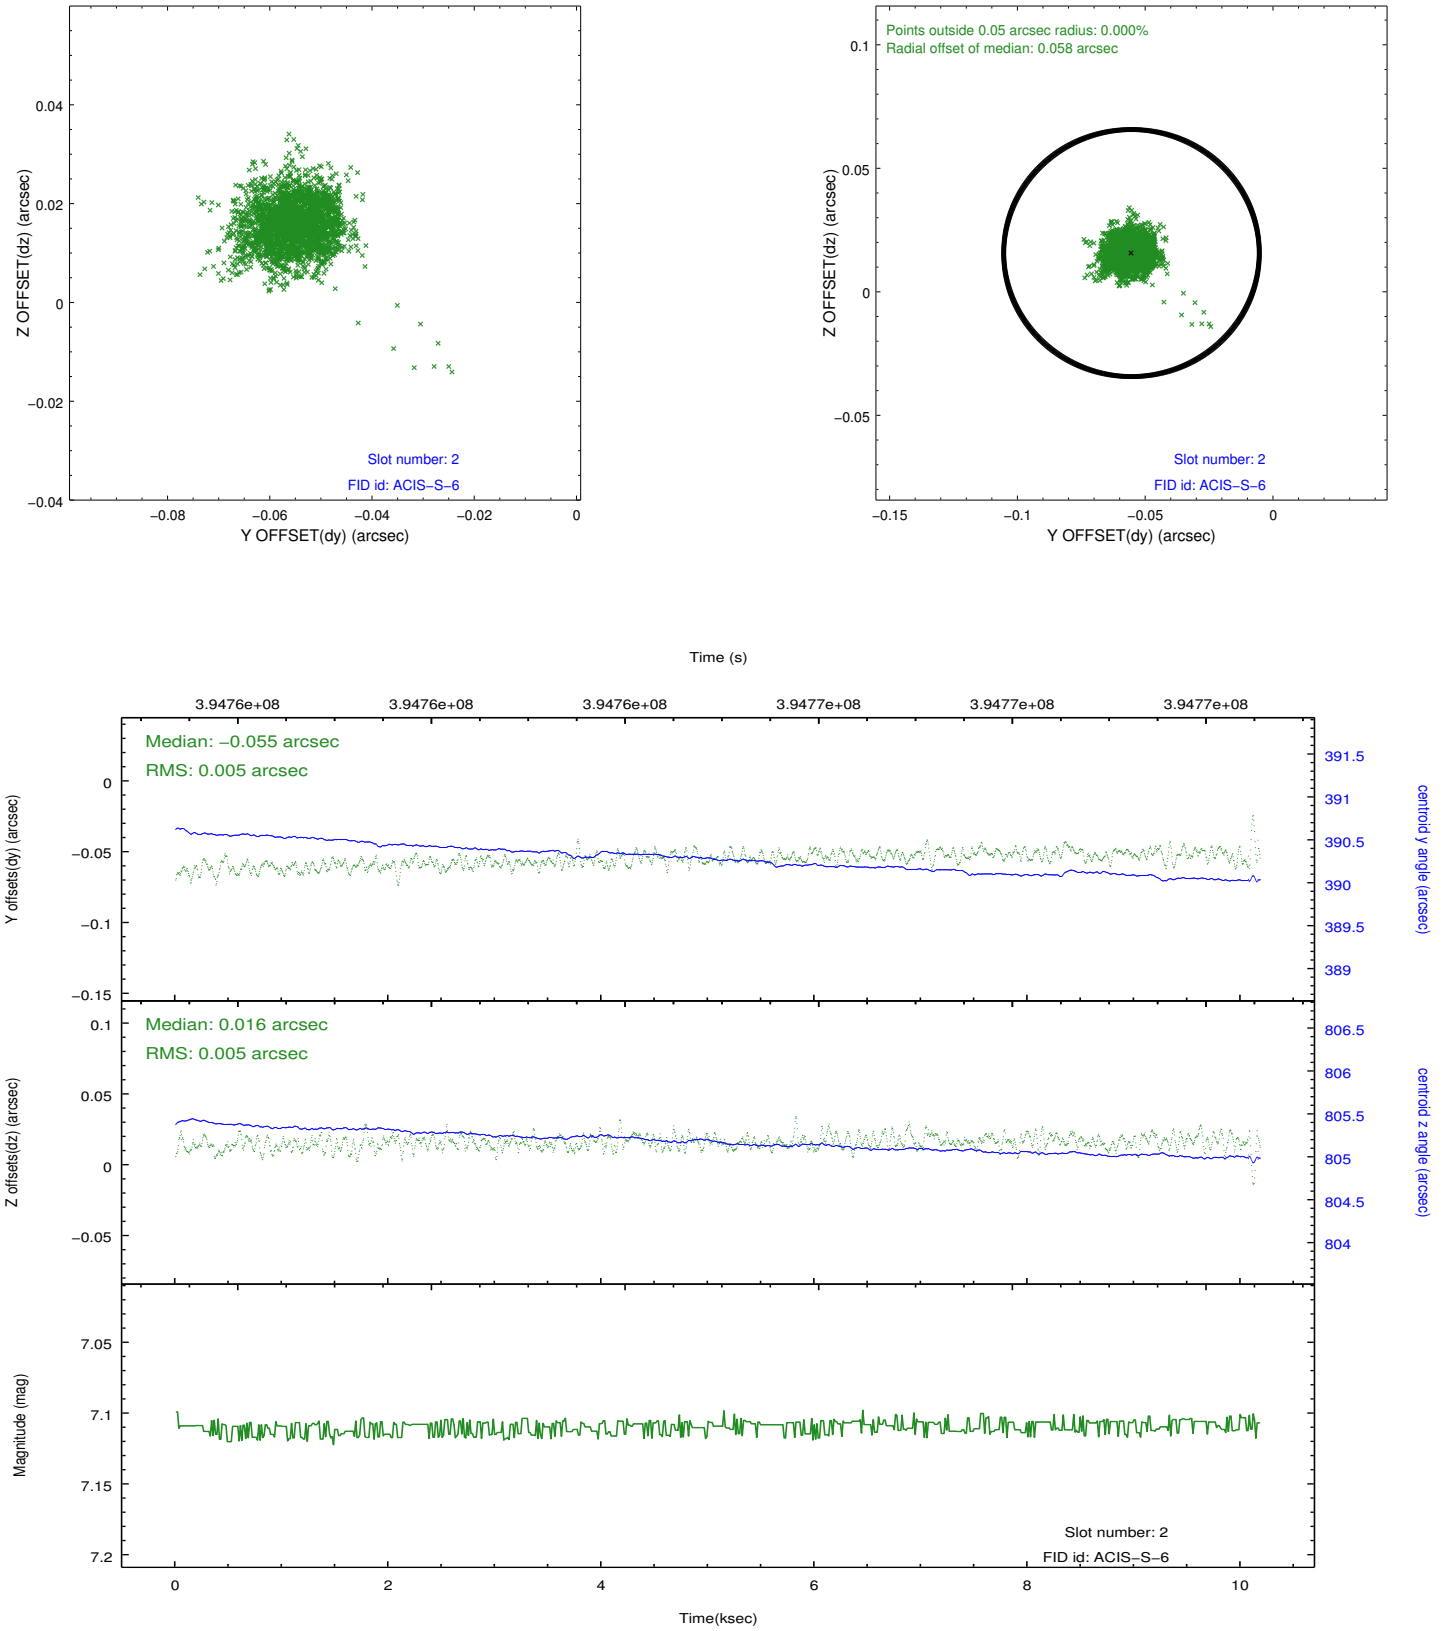 0.04
0.02
0
−0.02
−0.04
Z OFFSET(dz) (arcsec)
Slot number: 2
FID id: ACIS−S−6
−0.08
−0.06
−0.04
−0.02
0
Y OFFSET(dy) (arcsec)
Points outside 0.05 arcsec radius: 0.000%
Radial offset of median: 0.058 arcsec
0.1
0.05
0
−0.05
Z OFFSET(dz) (arcsec)
Slot number: 2
FID id: ACIS−S−6
−0.15
−0.1
−0.05
0
Y OFFSET(dy) (arcsec)
Time (s)
3.9476e+08
3.9476e+08
3.9476e+08
3.9477e+08
3.9477e+08
3.9477e+08
Median: −0.055 arcsec
RMS: 0.005 arcsec
0
−0.05
−0.1
−0.15
Y offsets(dy) (arcsec)
391.5
391
390.5
390
389.5
389
centroid y angle (arcsec)
Median: 0.016 arcsec
RMS: 0.005 arcsec
0.1
0.05
0
−0.05
Z offsets(dz) (arcsec)
806.5
806
805.5
805
804.5
804
centroid z angle (arcsec)
7.05
7.1
7.15
7.2
Magnitude (mag)
Slot number: 2
FID id: ACIS−S−6
0
2
4
6
8
10
Time(ksec)